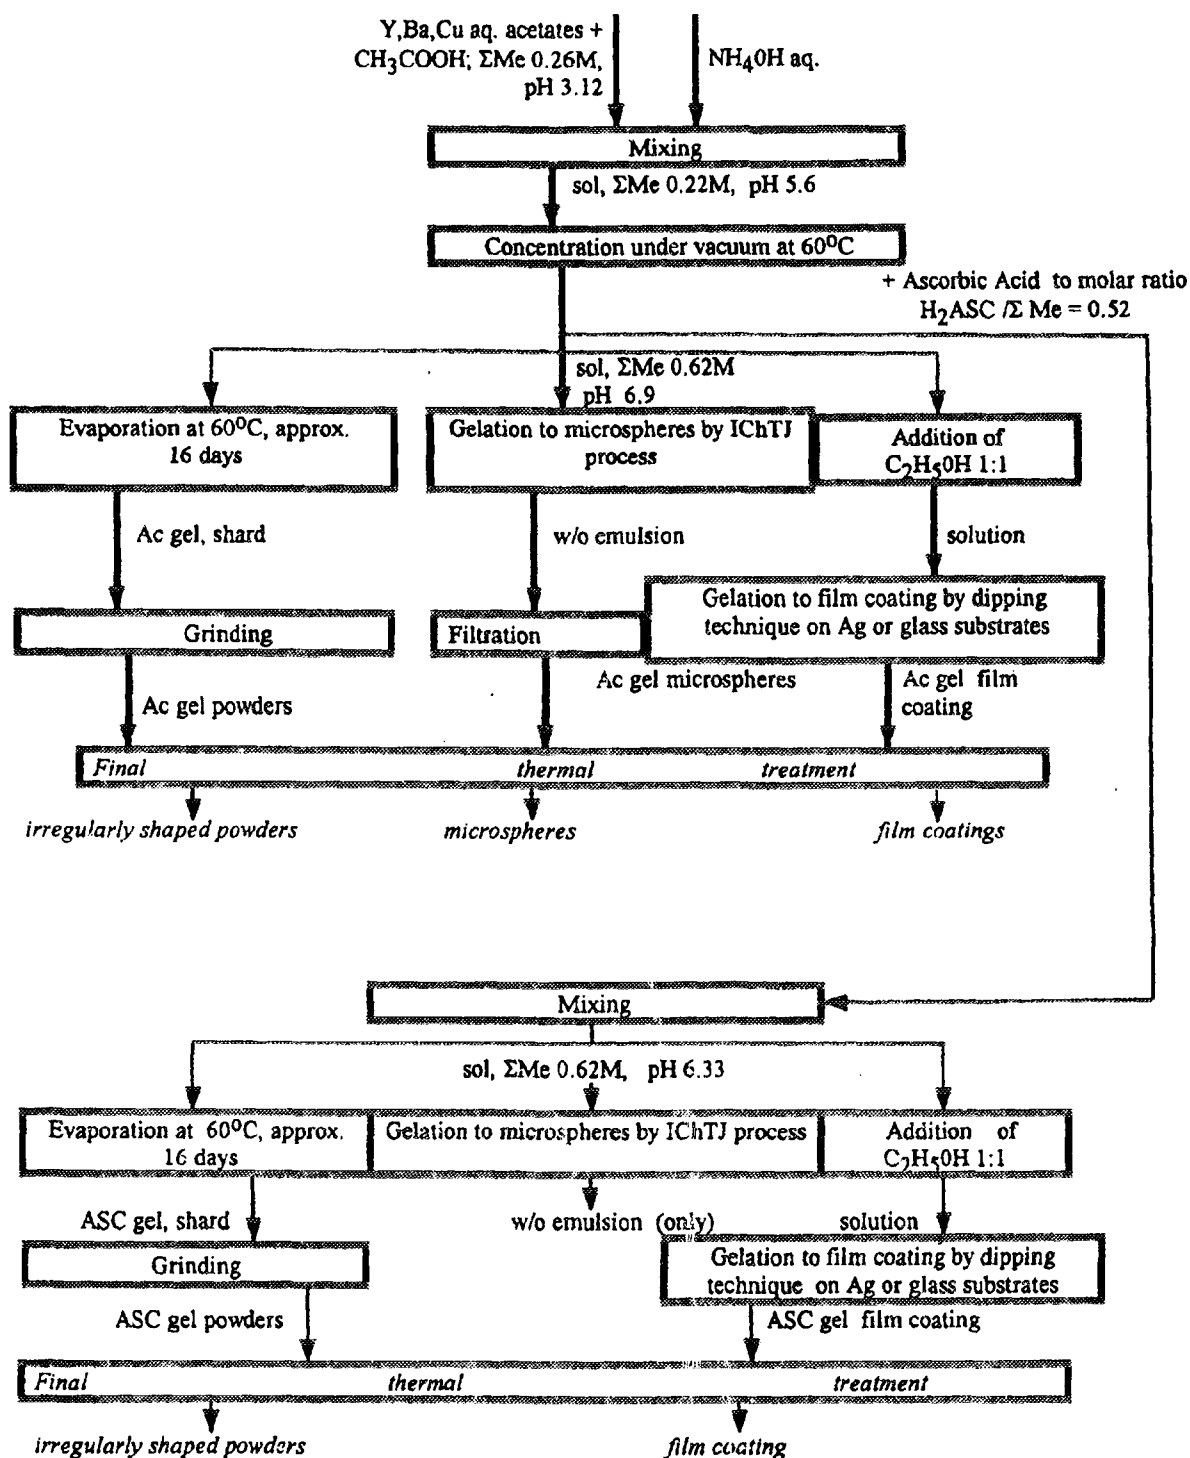 Y,Ba,Cu aq. acetates +
CH₃COOH; ΣMe 0.26M,
pH 3.12
NH₄0H aq.
Mixing
sol, ΣMe 0.22M, pH 5.6
Concentration under vacuum at 60⁰C
+ Ascorbic Acid to molar ratio
H₂ASC /Σ Me = 0.52
sol, ΣMe 0.62M
pH 6.9
Evaporation at 60⁰C, approx.
16 days
Gelation to microspheres by IChTJ
process
Addition of
C₂H₅0H 1:1
Ac gel, shard
w/o emulsion
solution
Grinding
Filtration
Gelation to film coating by dipping
technique on Ag or glass substrates
Ac gel powders
Ac gel microspheres
Ac gel film
coating
Final thermal treatment
irregularly shaped powders
microspheres
film coatings
Mixing
sol, ΣMe 0.62M, pH 6.33
Evaporation at 60⁰C, approx.
16 days
Gelation to microspheres by IChTJ process
Addition of
C₂H₅0H 1:1
ASC gel, shard
w/o emulsion (only)
solution
Grinding
Gelation to film coating by dipping
technique on Ag or glass substrates
ASC gel powders
ASC gel film coating
Final thermal treatment
irregularly shaped powders
film coating